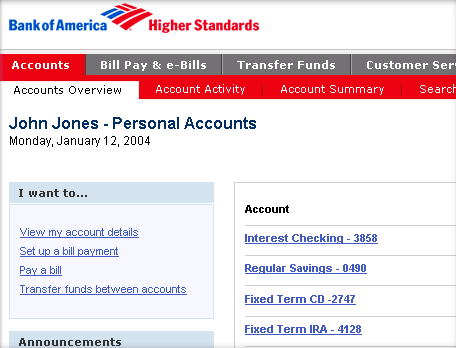 Bank of America Higher Standards
Accounts Bill Pay & e-Bills Transfer Funds Customer Ser
Accounts Overview Account Activity Account Summary Search
John Jones - Personal Accounts
Monday, January 12, 2004
I want to...
View my account details
Set up a bill payment
Pay a bill
Transfer funds between accounts
Announcements
Account
Interest Checking - 3858
Regular Savings - 0490
Fixed Term CD -2747
Fixed Term IRA - 4128